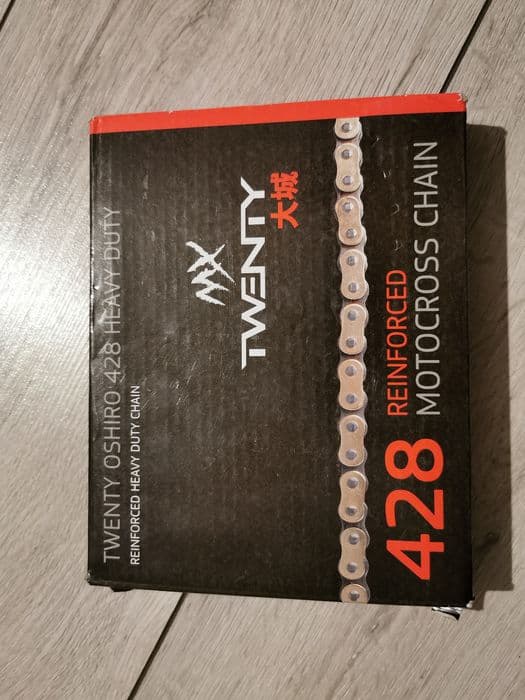 TWENTY OSHIRO 428 HEAVY DUTY
REINFORCED HEAVY DUTY CHAIN
MX
TWENTY
大城
428 REINFORCED
MOTOCROSS CHAIN